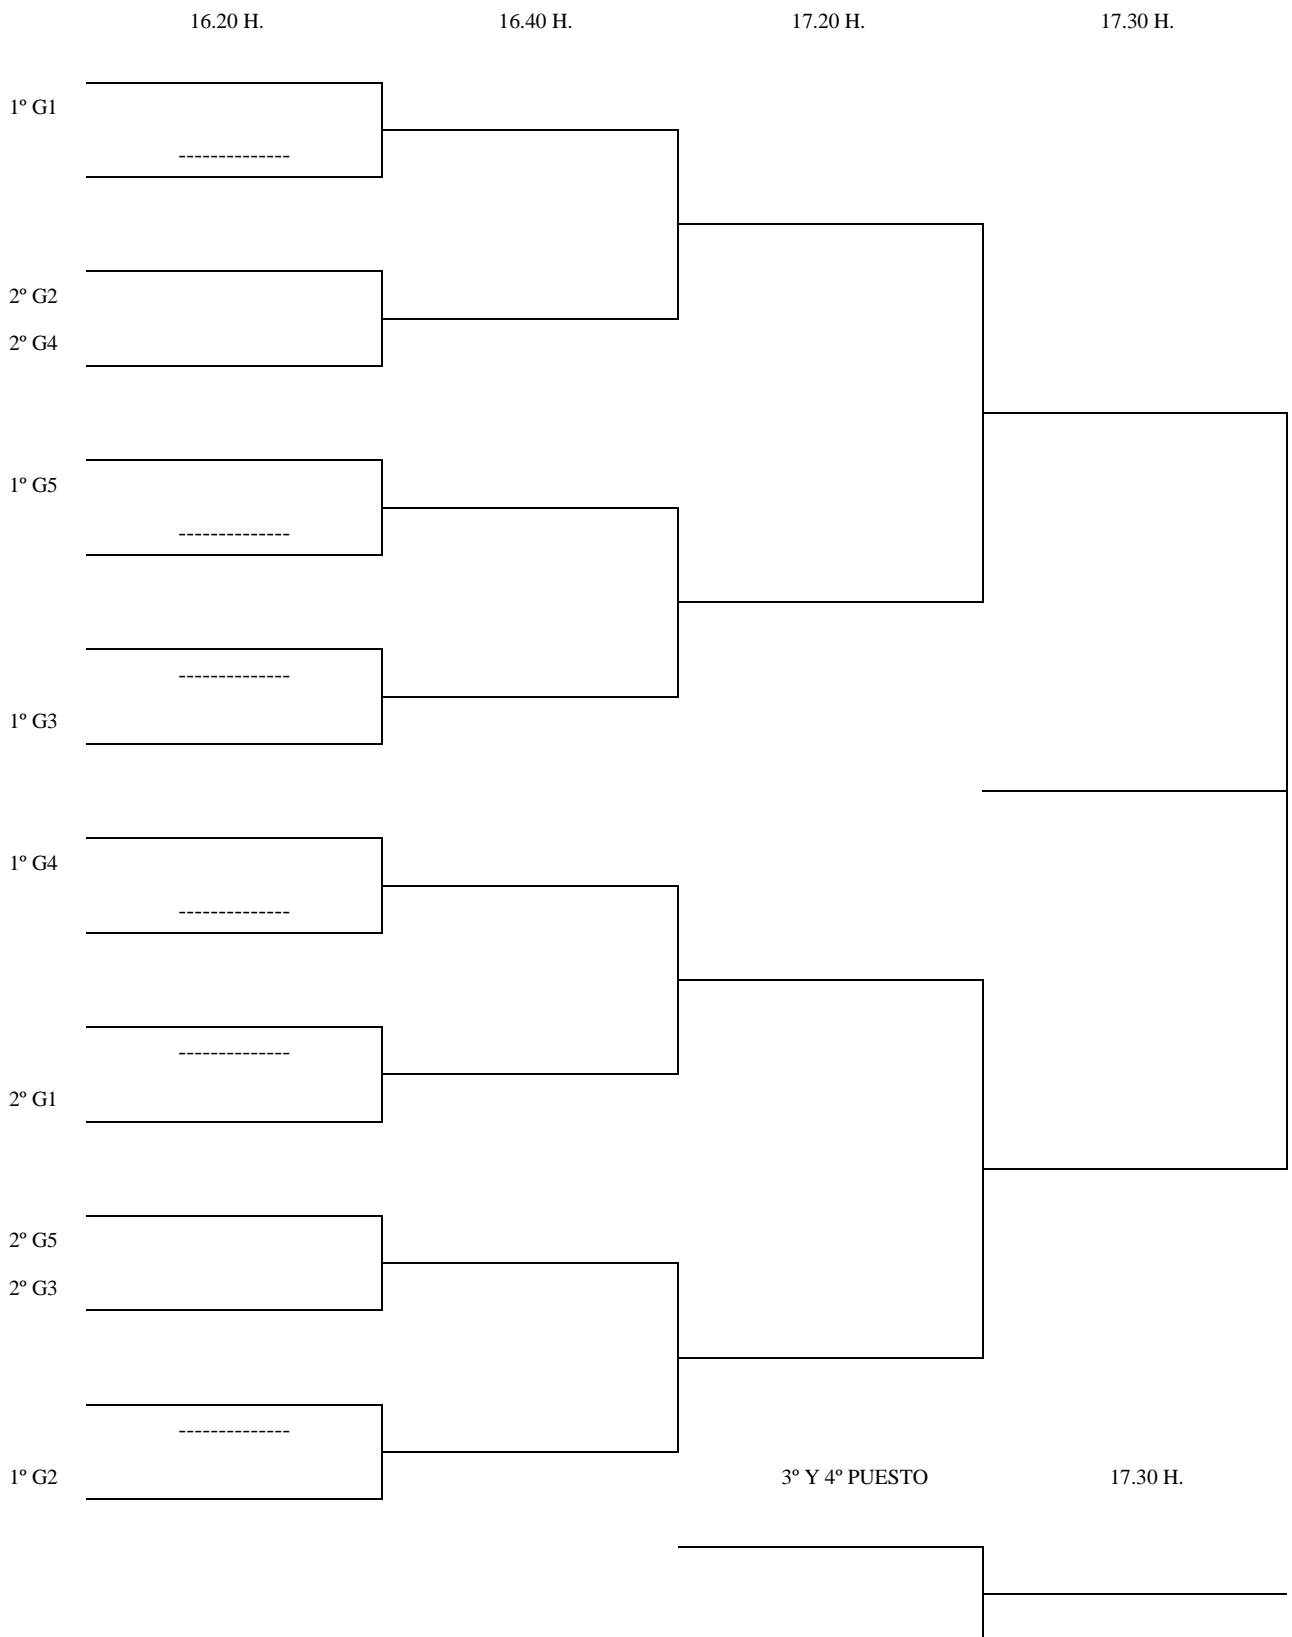 16.20 H. 16.40 H. 17.20 H. 17.30 H.
1º G1
--------------
2º G2
2º G4
1º G5
--------------
--------------
1º G3
1º G4
--------------
--------------
2º G1
2º G5
2º G3
--------------
1º G2 3º Y 4º PUESTO 17.30 H.